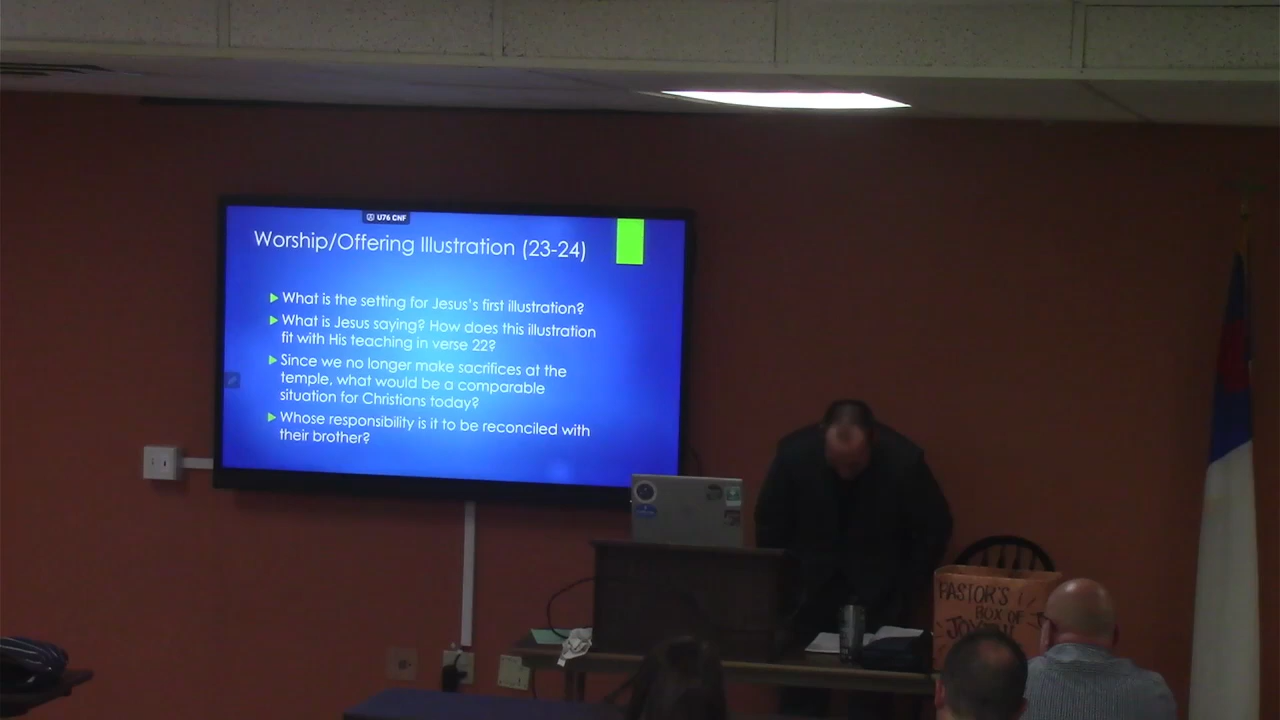 U76 CNF
Worship/Offering Illustration (23-24)
What is the setting for Jesus's first illustration?
What is Jesus saying? How does this illustration
fit with His teaching in verse 22?
Since we no longer make sacrifices at the
temple, what would be a comparable
situation for Christians today?
Whose responsibility is it to be reconciled with
their brother?
PASTOR'S
BOX OF